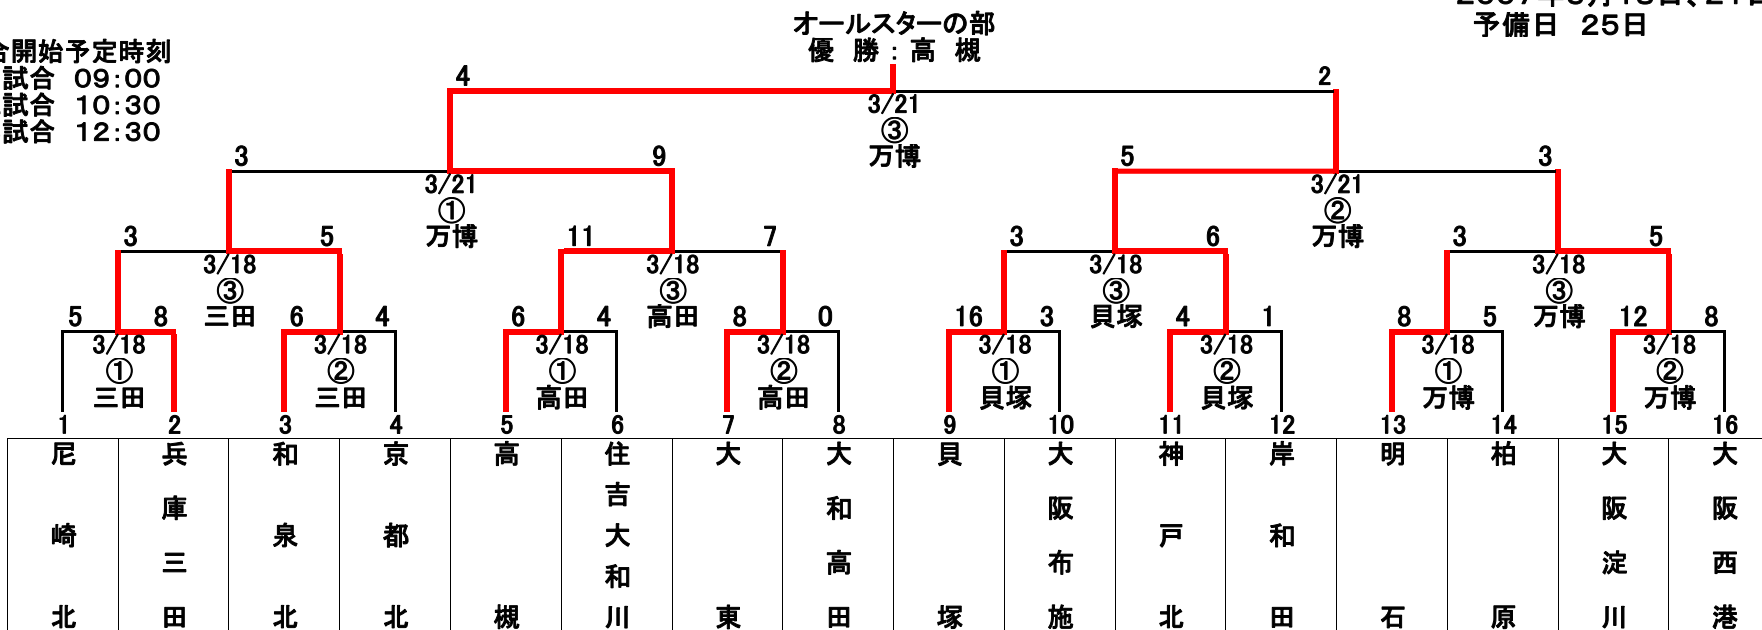 オールスターの部
優 勝 : 高 槻
予備日 25日
合開始予定時刻
試合 09:00
試合 10:30
試合 12:30
4 2
3/21
③
万博
3 9 5 3
3/21 3/21
① ②
万博 万博
3 5 11 7 3 6 3 5
3/18 3/18 3/18 3/18
③ ③ ③ ③
三田 高田 貝塚 万博
5 8 6 4 6 4 8 0 16 3 4 1 8 5 12 8
3/18 3/18 3/18 3/18 3/18 3/18 3/18 3/18
① ② ① ② ① ② ① ②
三田 三田 高田 高田 貝塚 貝塚 万博 万博
1 2 3 4 5 6 7 8 9 10 11 12 13 14 15 16
尼崎北
兵庫三田
和泉北
京都北
高槻
住吉大和川
大東
大和高田
貝塚
大阪布施
神戸北
岸和田
明石
柏原
大阪淀川
大阪西港